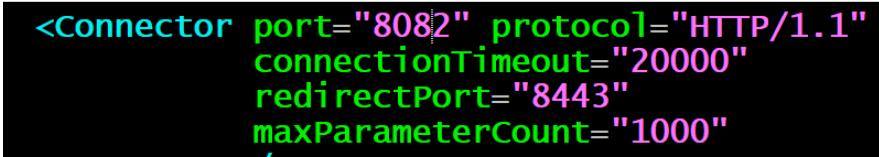 <Connector port="8082" protocol="HTTP/1.1"
connectionTimeout="20000"
redirectPort="8443"
maxParameterCount="1000"